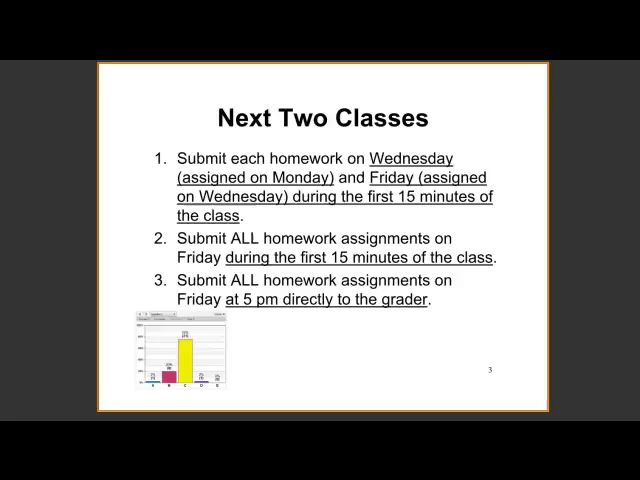 Next Two Classes
1. Submit each homework on Wednesday
(assigned on Monday) and Friday (assigned
on Wednesday) during the first 15 minutes of
the class.
2. Submit ALL homework assignments on
Friday during the first 15 minutes of the class.
3. Submit ALL homework assignments on
Friday at 5 pm directly to the grader.
A B C D E
3